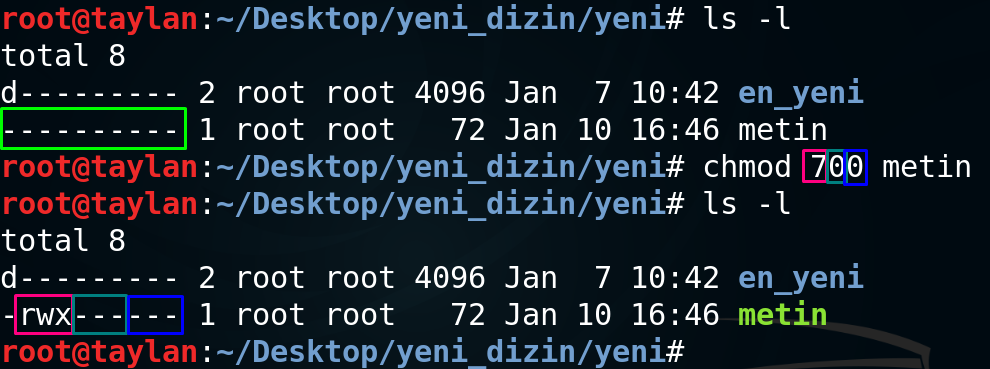 root@taylan:~/Desktop/yeni_dizin/yeni# ls -l
total 8
d--------- 2 root root 4096 Jan  7 10:42 en_yeni
---------- 1 root root   72 Jan 10 16:46 metin
root@taylan:~/Desktop/yeni_dizin/yeni# chmod 700 metin
root@taylan:~/Desktop/yeni_dizin/yeni# ls -l
total 8
d--------- 2 root root 4096 Jan  7 10:42 en_yeni
-rwx------ 1 root root   72 Jan 10 16:46 metin
root@taylan:~/Desktop/yeni_dizin/yeni#